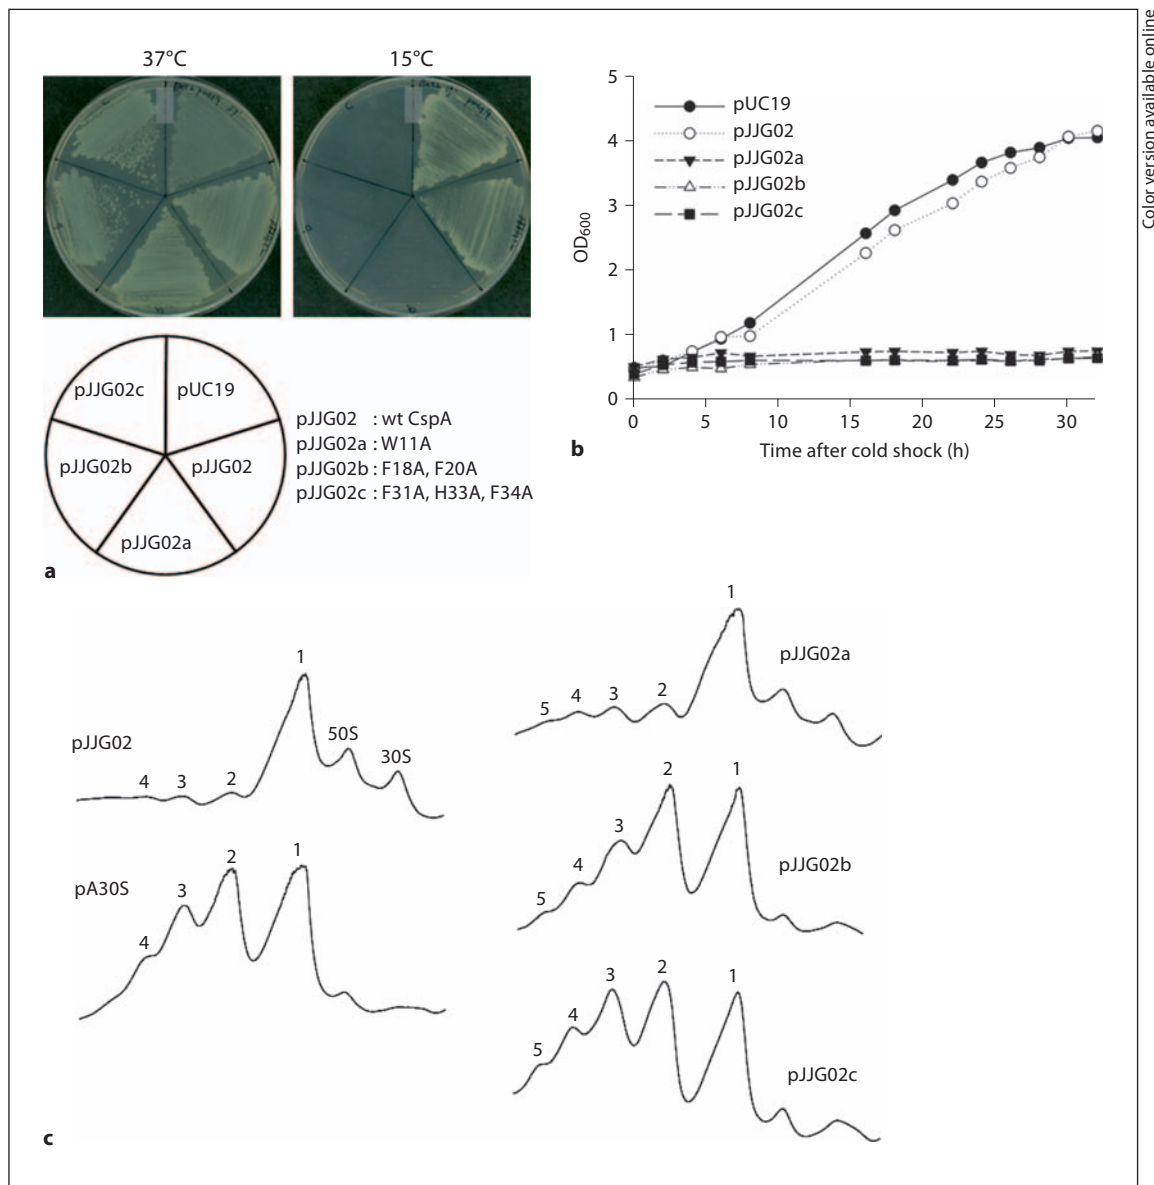 Color version available online
37°C
15°C
pJJG02c
pUC19
pJJG02b
pJJG02
pJJG02a
pJJG02 : wt CspA
pJJG02a : W11A
pJJG02b : F18A, F20A
pJJG02c : F31A, H33A, F34A
a
5
4
3
2
1
0
OD600
pUC19
pJJG02
pJJG02a
pJJG02b
pJJG02c
0 5 10 15 20 25 30
Time after cold shock (h)
b
pJJG02
4 3 2 1 50S 30S
pA30S
4 3 2 1
pJJG02a
5 4 3 2 1
pJJG02b
5 4 3 2 1
pJJG02c
5 4 3 2 1
c